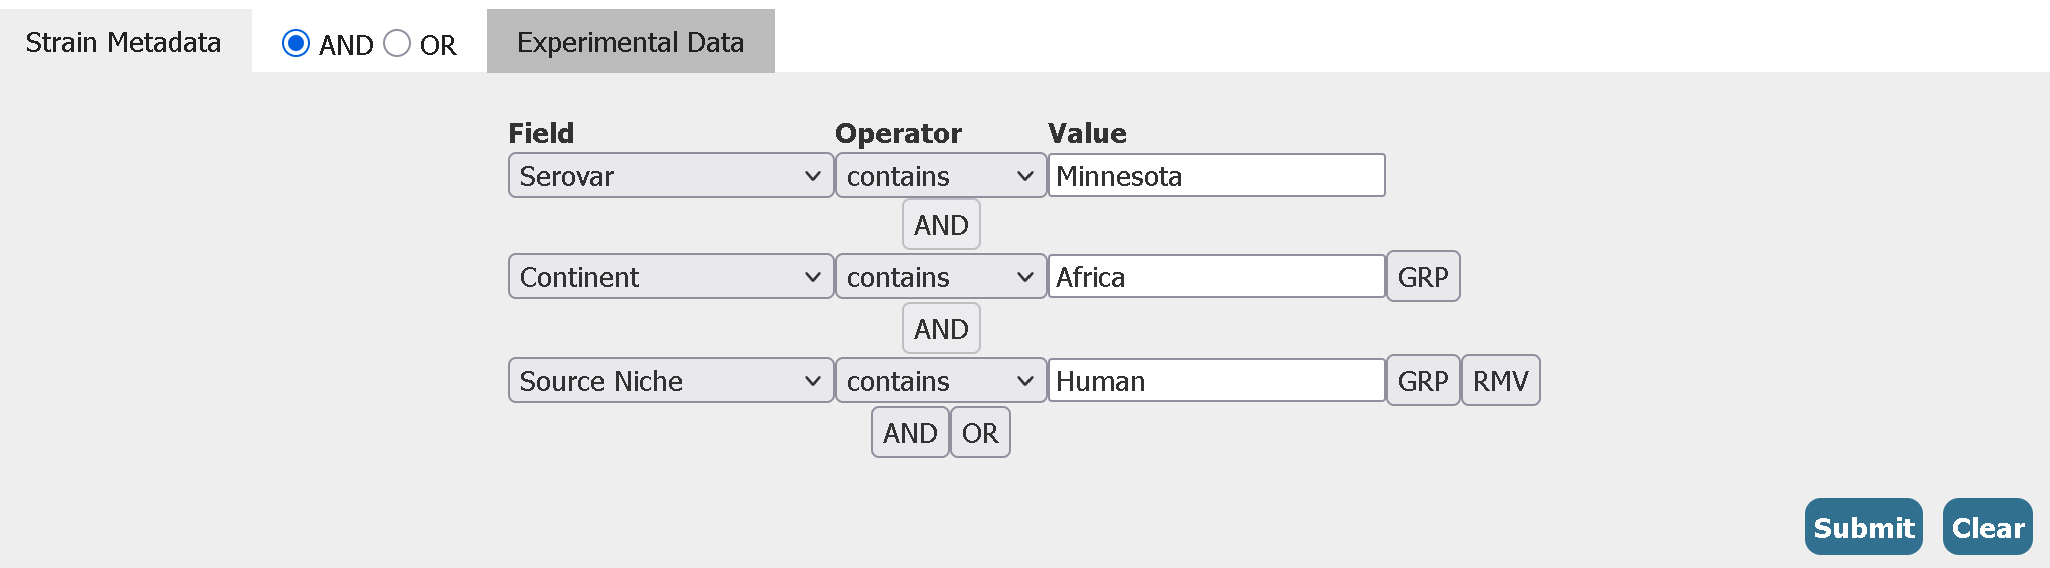 Strain Metadata AND OR Experimental Data
Field Operator Value
Serovar contains Minnesota
AND
Continent contains Africa GRP
AND
Source Niche contains Human GRP RMV
AND OR
Submit Clear